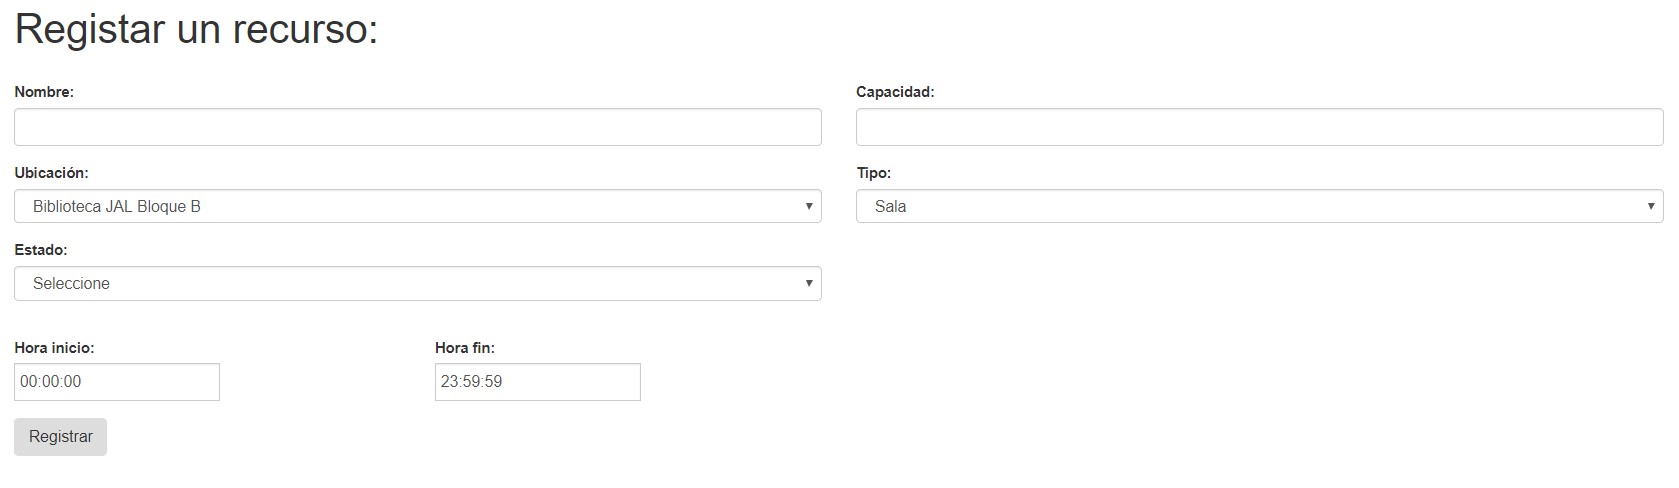 Registar un recurso:
Nombre:
Capacidad:
Ubicación:
Tipo:
Biblioteca JAL Bloque B
Sala
Estado:
Seleccione
Hora inicio:
Hora fin:
00:00:00
23:59:59
Registrar